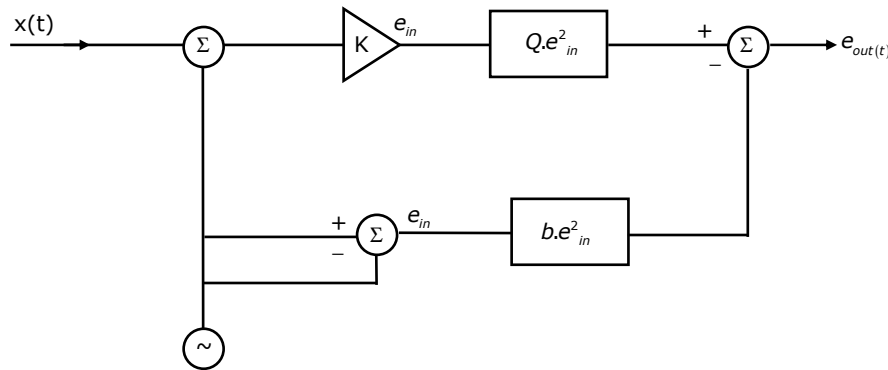 x(t)
Σ
K
e_in
Q.e²_in
+
−
Σ
e_out(t)
+
−
Σ
e_in
b.e²_in
~